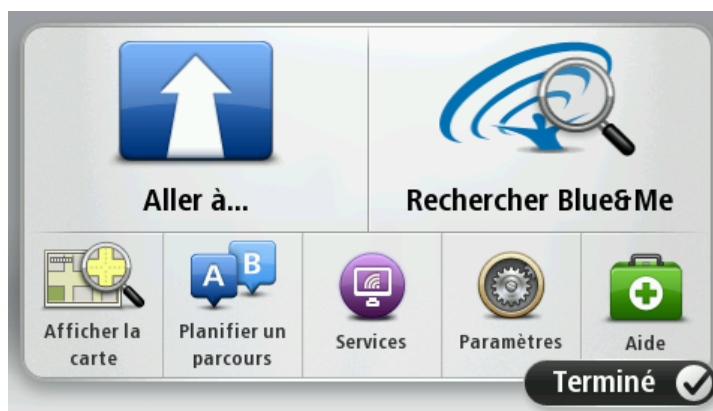 Aller à...
Rechercher Blue&Me
A B
Afficher la
carte
Planifier un
parcours
Services
Paramètres
Aide
Terminé